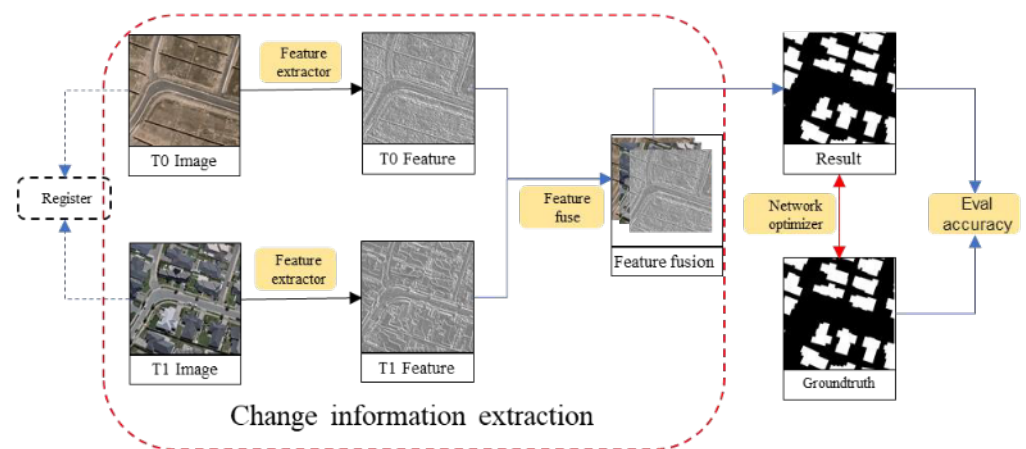 Feature
extractor
T0 Image
T0 Feature
Result
Register
Feature
fuse
Network
optimizer
Eval
accuracy
Feature fusion
Feature
extractor
T1 Image
T1 Feature
Groundtruth
Change information extraction